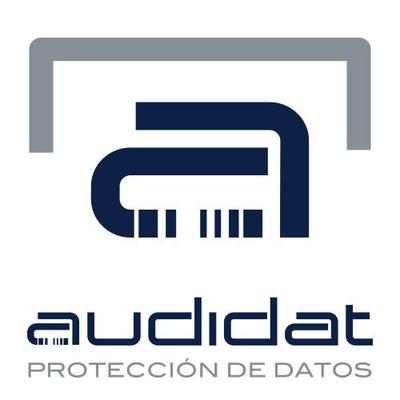 a
audidat
PROTECCIÓN DE DATOS